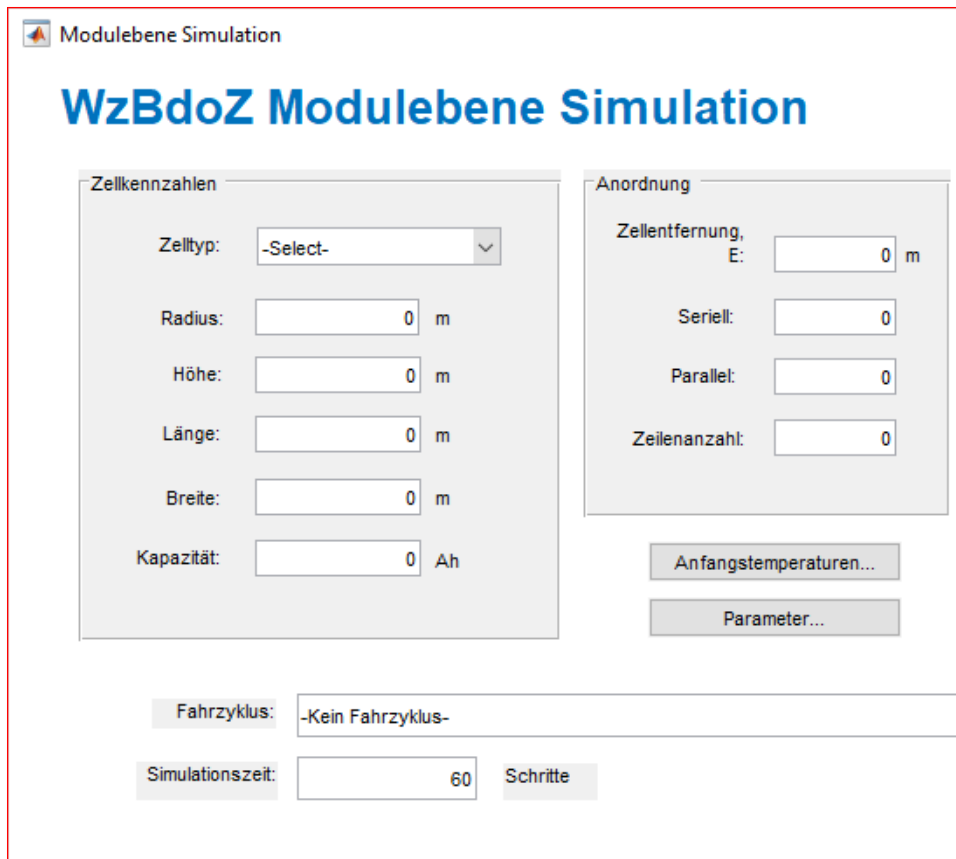 Modulebene Simulation
WzBdoZ Modulebene Simulation
Zellkennzahlen
Zelltyp: -Select-
Radius: 0 m
Höhe: 0 m
Länge: 0 m
Breite: 0 m
Kapazität: 0 Ah
Anordnung
Zellentfernung,
E: 0 m
Seriell: 0
Parallel: 0
Zeilenanzahl: 0
Anfangstemperaturen...
Parameter...
Fahrzyklus: -Kein Fahrzyklus-
Simulationszeit: 60 Schritte